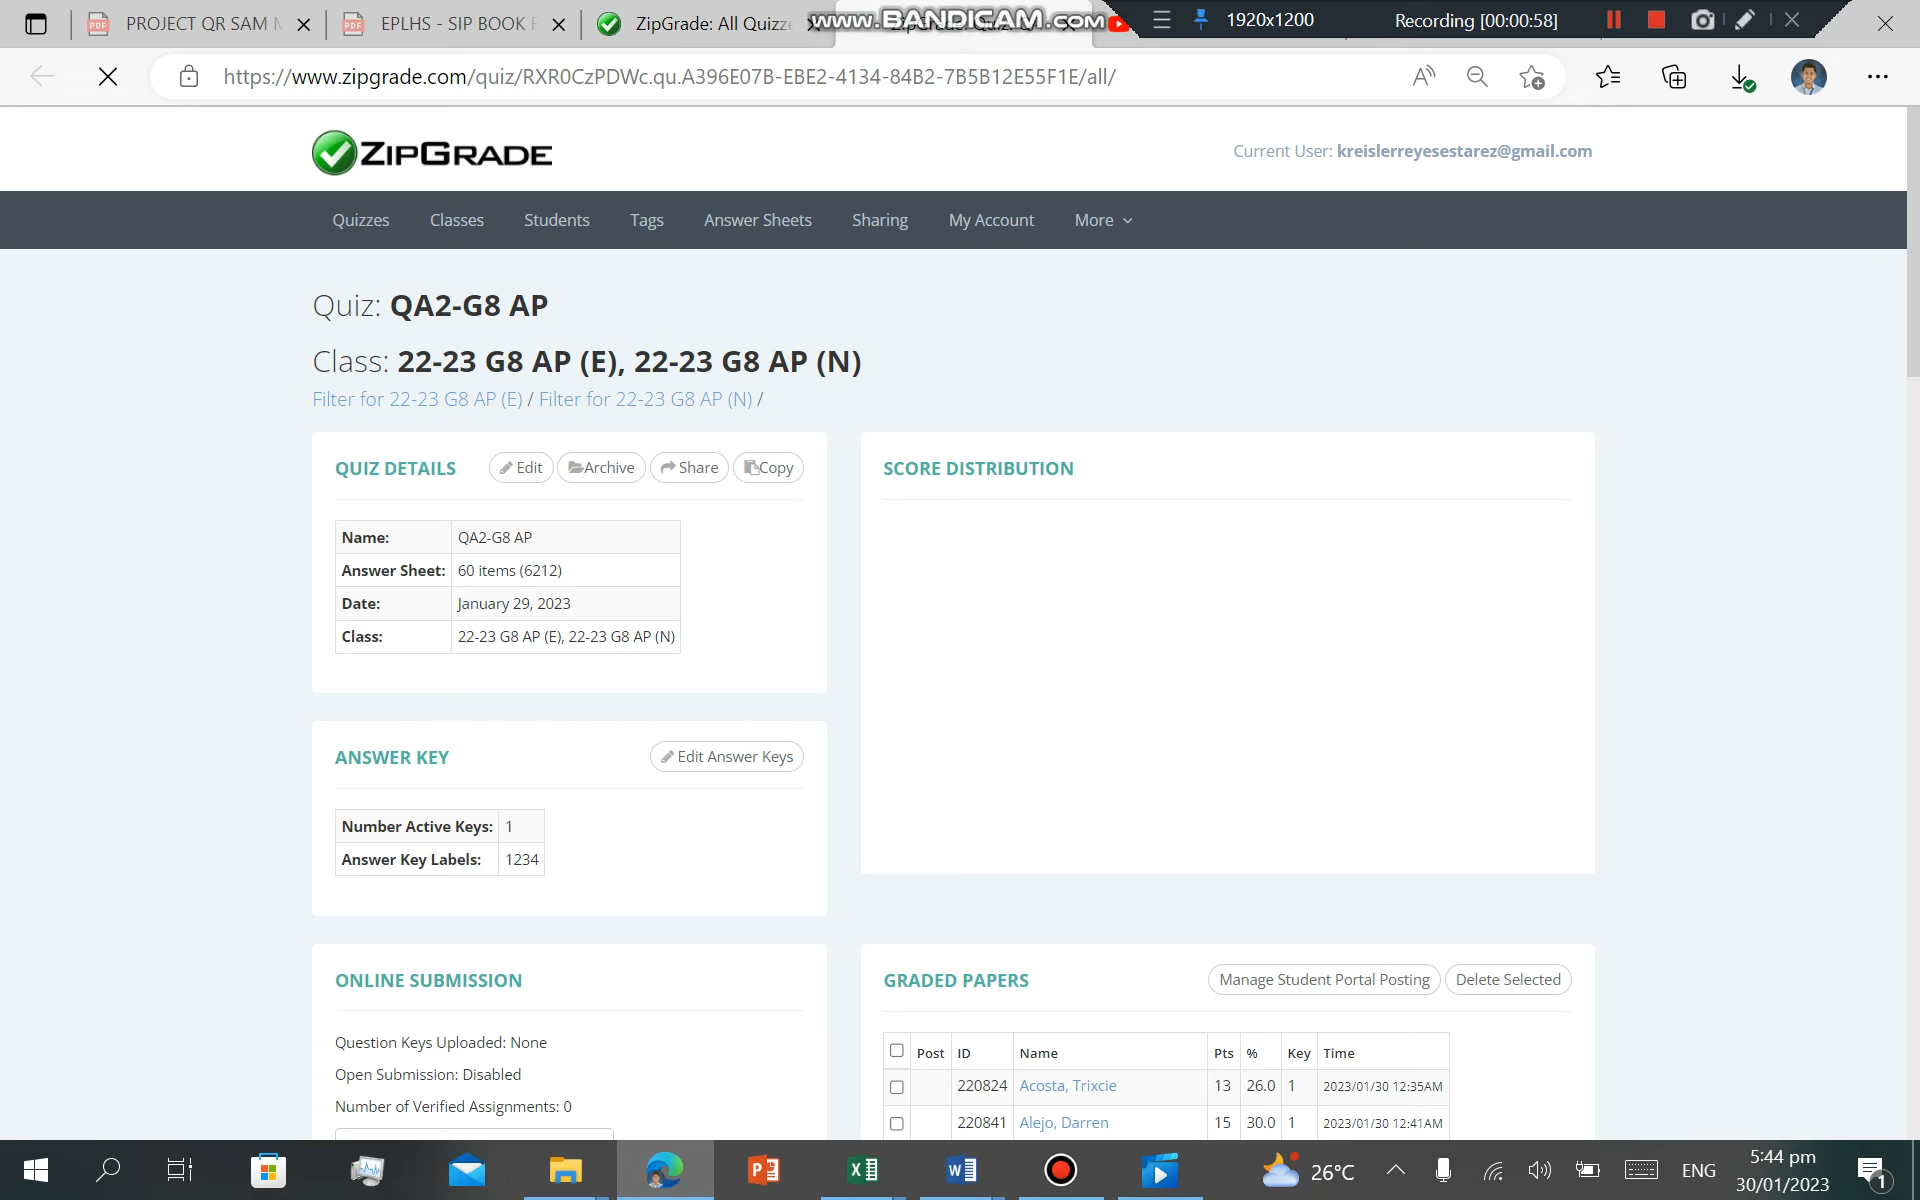 PROJECT QR SAM
EPLHS - SIP BOOK F
ZipGrade: All Quizze
www.BANDICAM.com
1920x1200
Recording [00:00:58]
https://www.zipgrade.com/quiz/RXR0CzPDWc.qu.A396E07B-EBE2-4134-84B2-7B5B12E55F1E/all/
ZIPGRADE
Current User: kreislerreyesestarez@gmail.com
Quizzes Classes Students Tags Answer Sheets Sharing My Account More
Quiz: QA2-G8 AP
Class: 22-23 G8 AP (E), 22-23 G8 AP (N)
Filter for 22-23 G8 AP (E) / Filter for 22-23 G8 AP (N) /
QUIZ DETAILS Edit Archive Share Copy
Name: QA2-G8 AP
Answer Sheet: 60 items (6212)
Date: January 29, 2023
Class: 22-23 G8 AP (E), 22-23 G8 AP (N)
SCORE DISTRIBUTION
ANSWER KEY Edit Answer Keys
Number Active Keys: 1
Answer Key Labels: 1234
ONLINE SUBMISSION
Question Keys Uploaded: None
Open Submission: Disabled
Number of Verified Assignments: 0
GRADED PAPERS Manage Student Portal Posting Delete Selected
Post ID Name Pts % Key Time
220824 Acosta, Trixcie 13 26.0 1 2023/01/30 12:35AM
220841 Alejo, Darren 15 30.0 1 2023/01/30 12:41AM
26°C
ENG
5:44 pm
30/01/2023
1